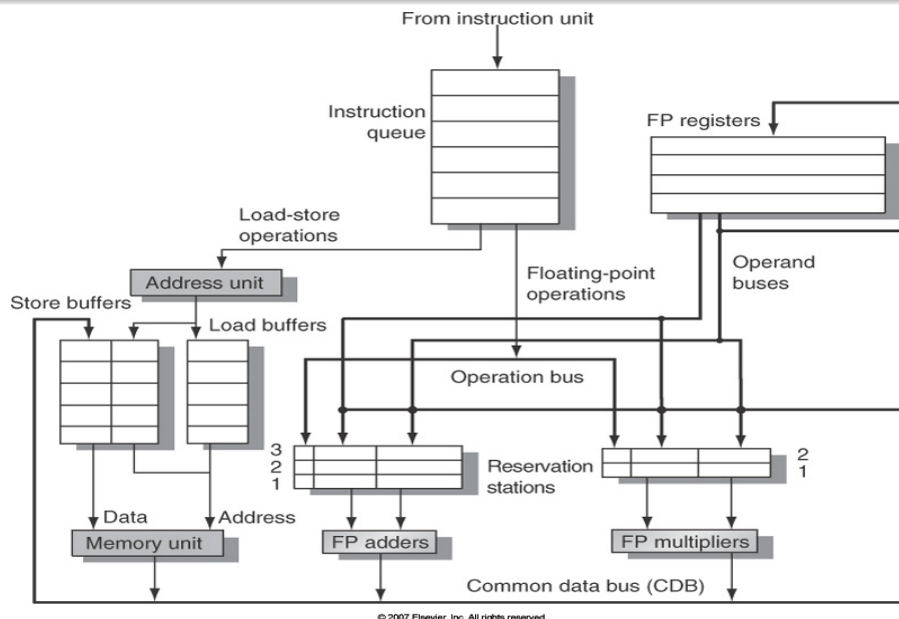 From instruction unit
Instruction
queue
FP registers
Load-store
operations
Address unit
Floating-point
operations
Operand
buses
Store buffers
Load buffers
Operation bus
3
2
1
Reservation
stations
2
1
Data
Address
Memory unit
FP adders
FP multipliers
Common data bus (CDB)
© 2007 Elsevier, Inc. All rights reserved.